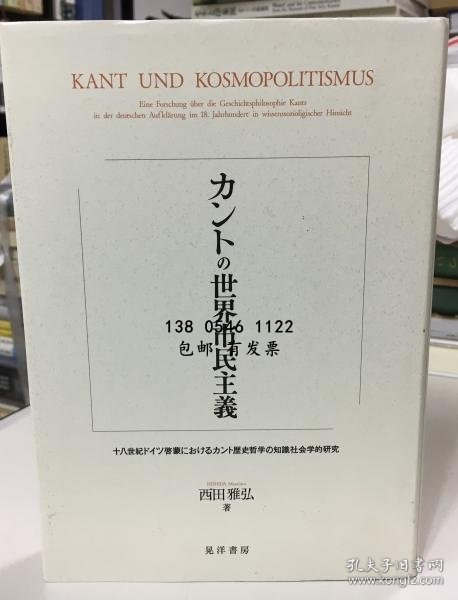 KANT UND KOSMOPOLITISMUS
Eine Forschung über die Geschichtsphilosophie Kants
in der deutschen Aufklärung im 18. Jahrhundert in wissenssoziologischer Hinsicht
カントの世界市民主義
138 0546 1122
包邮 有发票
十八世紀ドイツ啓蒙におけるカント歴史哲学の知識社会学的研究
NISHIDA Masahiro
西田雅弘
著
晃洋書房
孔夫子旧书网
www.kongfz.com